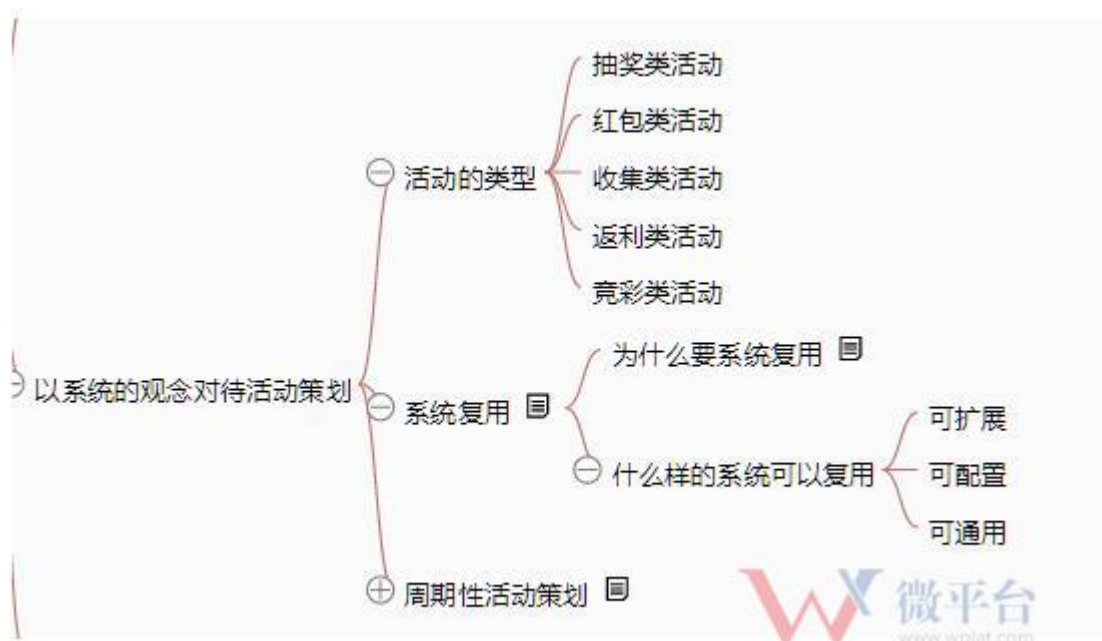 抽奖类活动
红包类活动
活动的类型
收集类活动
返利类活动
竞彩类活动
为什么要系统复用
以系统的观念对待活动策划
系统复用
可扩展
什么样的系统可以复用
可配置
可通用
周期性活动策划
微平台
www.wplat.com